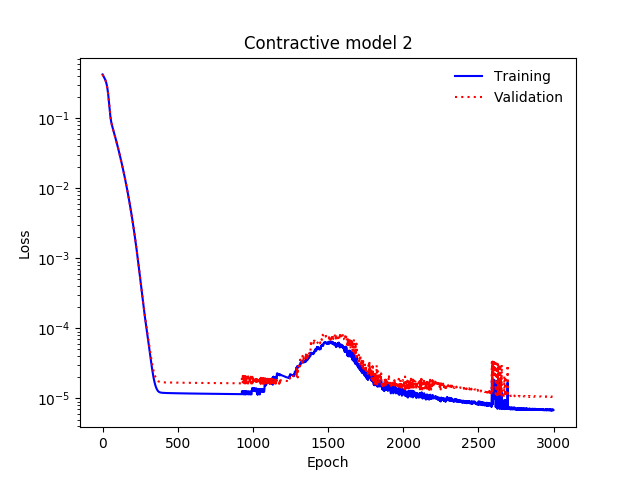 Contractive model 2
Training
Validation
Loss
10⁻¹
10⁻²
10⁻³
10⁻⁴
10⁻⁵
0 500 1000 1500 2000 2500 3000
Epoch